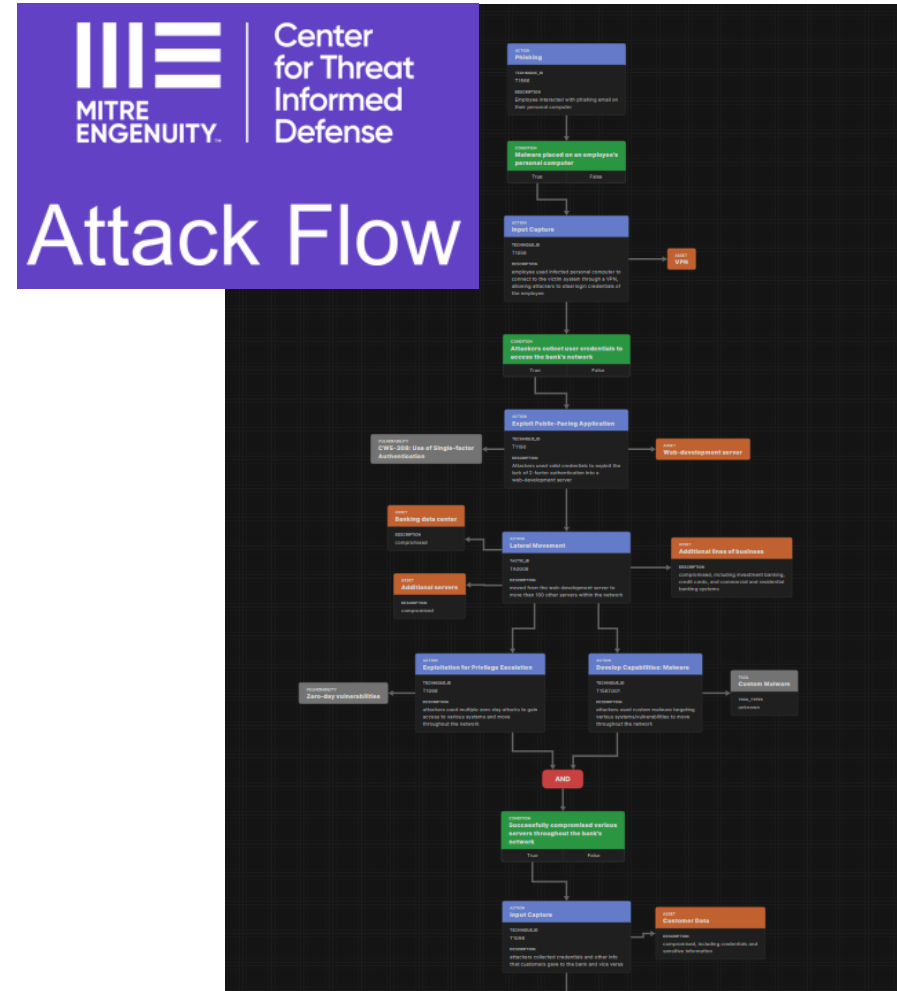 MITRE
ENGENUITY™
Center
for Threat
Informed
Defense
Attack Flow
ACTION
Phishing
TECHNIQUE_ID
DESCRIPTION
Employee interacted with phishing email on
their personal computer
CONDITION
Malware placed on an employee's
personal computer
True False
ACTION
Input Capture
TECHNIQUE_ID
DESCRIPTION
employee used infected personal computer to
connect to the victim system through a VPN,
allowing attackers to steal login credentials of
the employee
ASSET
VPN
CONDITION
Attackers collect user credentials to
access the bank's network
True False
ACTION
Exploit Public-Facing Application
TECHNIQUE_ID
DESCRIPTION
Attackers used valid credentials to exploit the
lack of 2-factor authentication into a
web-development server
VULNERABILITY
CWE-308: Use of Single-factor
Authentication
ASSET
Web-development server
ASSET
Banking data center
DESCRIPTION
compromised
ACTION
Lateral Movement
TACTIC_ID
TA0008
DESCRIPTION
moved from the web-development server to
more than 100 other servers within the network
ASSET
Additional lines of business
DESCRIPTION
compromised, including investment banking,
credit cards, and commercial and residential
banking systems
ASSET
Additional servers
DESCRIPTION
compromised
ACTION
Exploitation for Privilege Escalation
TECHNIQUE_ID
DESCRIPTION
attackers used multiple zero-day attacks to gain
access to various systems and move
throughout the network
VULNERABILITY
Zero-day vulnerabilities
ACTION
Develop Capabilities: Malware
TECHNIQUE_ID
T1587.001
DESCRIPTION
attackers used custom malware targeting
various systems/vulnerabilities to move
throughout the network
TOOL
Custom Malware
TOOL_TYPES
unknown
AND
CONDITION
Successfully compromised various
servers throughout the bank's
network
True False
ACTION
Input Capture
TECHNIQUE_ID
DESCRIPTION
attackers collected credentials and other info
that customers gave to the bank and vice versa
ASSET
Customer Data
DESCRIPTION
compromised, including credentials and
sensitive information